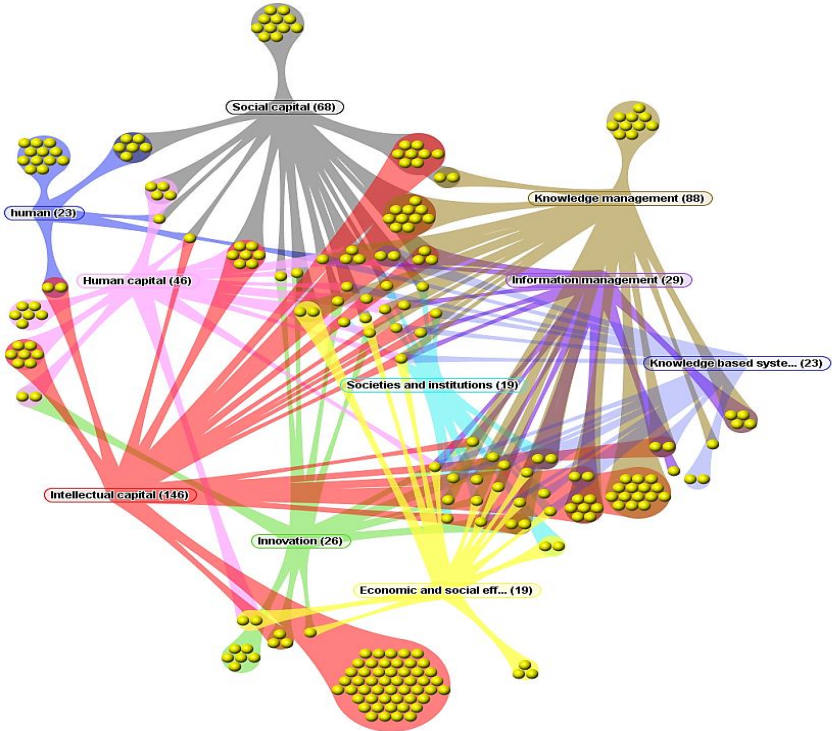 Social capital (68)
Knowledge management (88)
human (23)
Human capital (46)
Information management (29)
Knowledge based syste... (23)
Societies and institutions (19)
Intellectual capital (146)
Innovation (26)
Economic and social eff... (19)